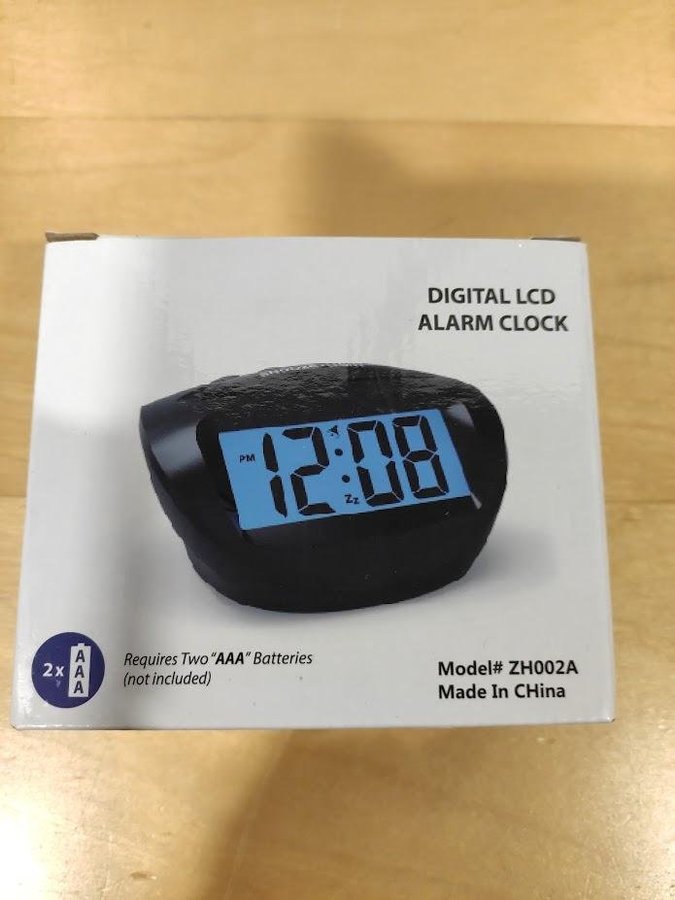 DIGITAL LCD
ALARM CLOCK
PM 12:08
Zz
2x AAA
Requires Two "AAA" Batteries
(not included)
Model# ZH002A
Made In CHina